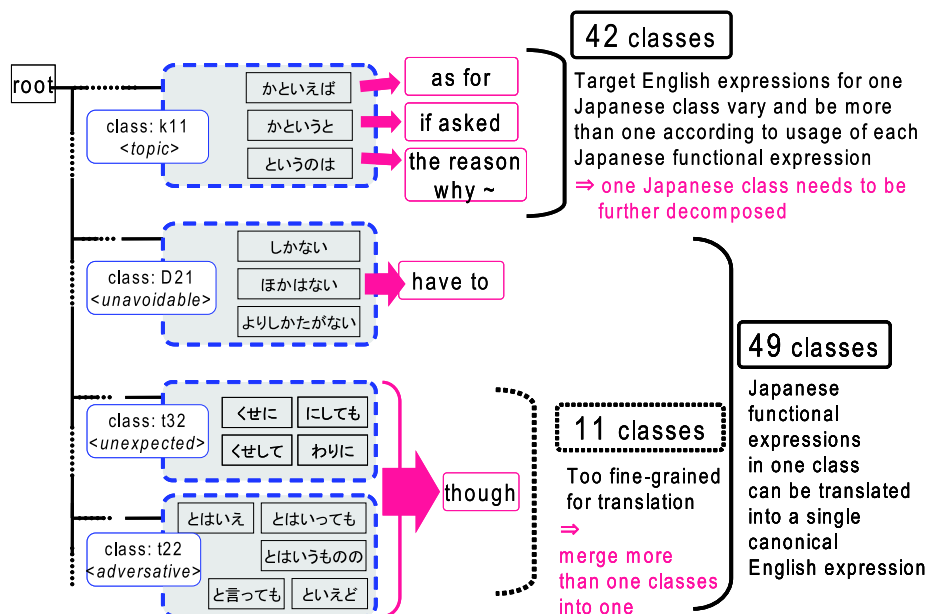 root
class: k11
<topic>
かといえば
かというと
というのは
as for
if asked
the reason
why ~
42 classes
Target English expressions for one
Japanese class vary and be more
than one according to usage of each
Japanese functional expression
⇒ one Japanese class needs to be
further decomposed
class: D21
<unavoidable>
しかない
ほかはない
よりしかたがない
have to
class: t32
<unexpected>
くせに
にしても
くせして
わりに
class: t22
<adversative>
とはいえ
とはいっても
とはいうものの
と言っても
といえど
though
11 classes
Too fine-grained
for translation
⇒
merge more
than one classes
into one
49 classes
Japanese
functional
expressions
in one class
can be translated
into a single
canonical
English expression